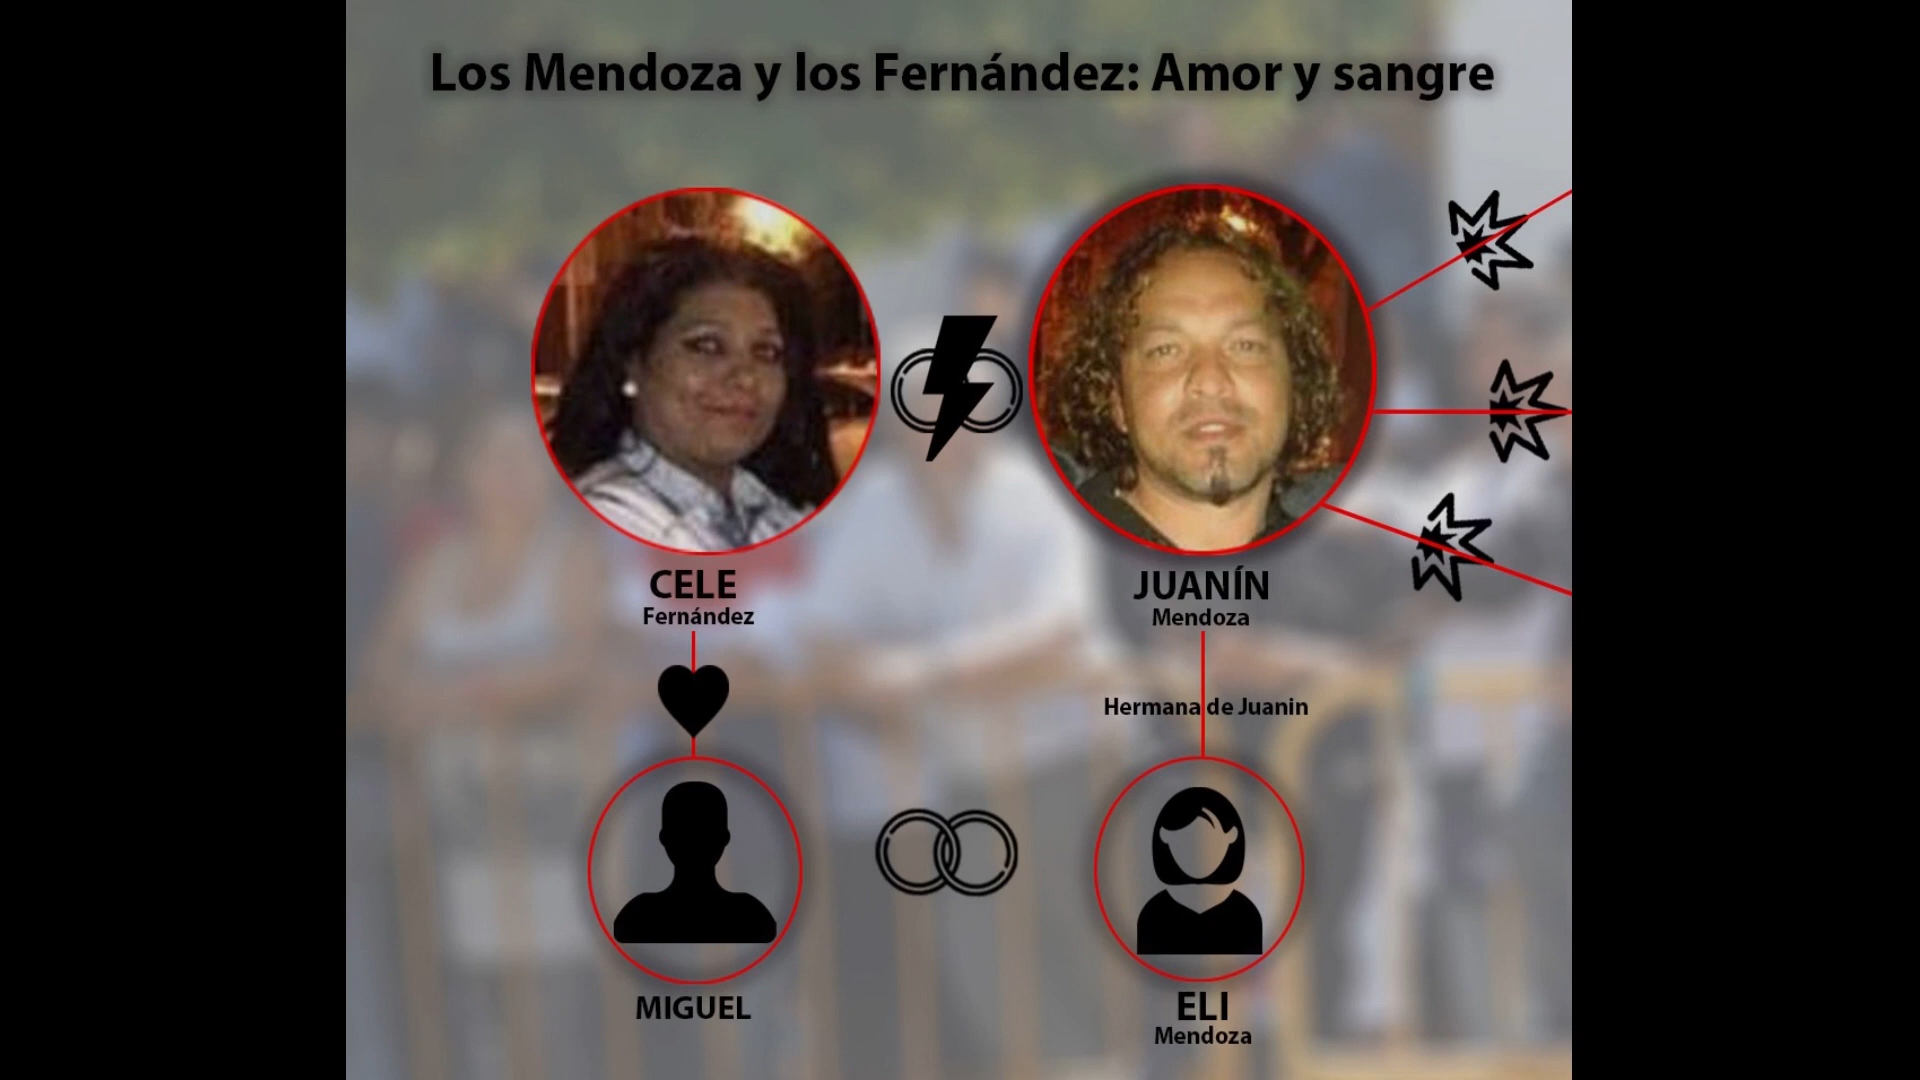 Los Mendoza y los Fernández: Amor y sangre
CELE
Fernández
JUANÍN
Mendoza
Hermana de Juanin
MIGUEL
ELI
Mendoza